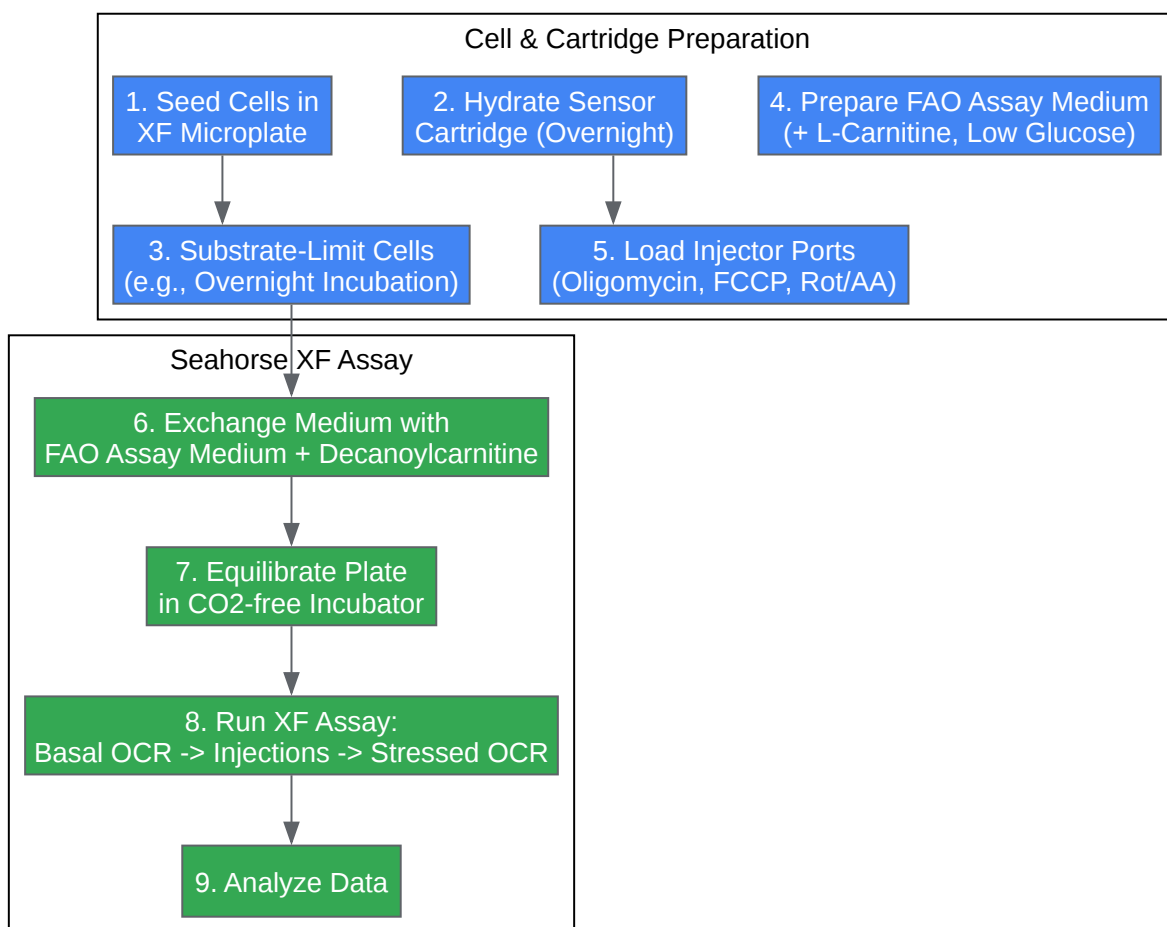 Cell & Cartridge Preparation
1. Seed Cells in
XF Microplate
2. Hydrate Sensor
Cartridge (Overnight)
4. Prepare FAO Assay Medium
(+ L-Carnitine, Low Glucose)
3. Substrate-Limit Cells
(e.g., Overnight Incubation)
5. Load Injector Ports
(Oligomycin, FCCP, Rot/AA)
Seahorse XF Assay
6. Exchange Medium with
FAO Assay Medium + Decanoylcarnitine
7. Equilibrate Plate
in CO2-free Incubator
8. Run XF Assay:
Basal OCR -> Injections -> Stressed OCR
9. Analyze Data